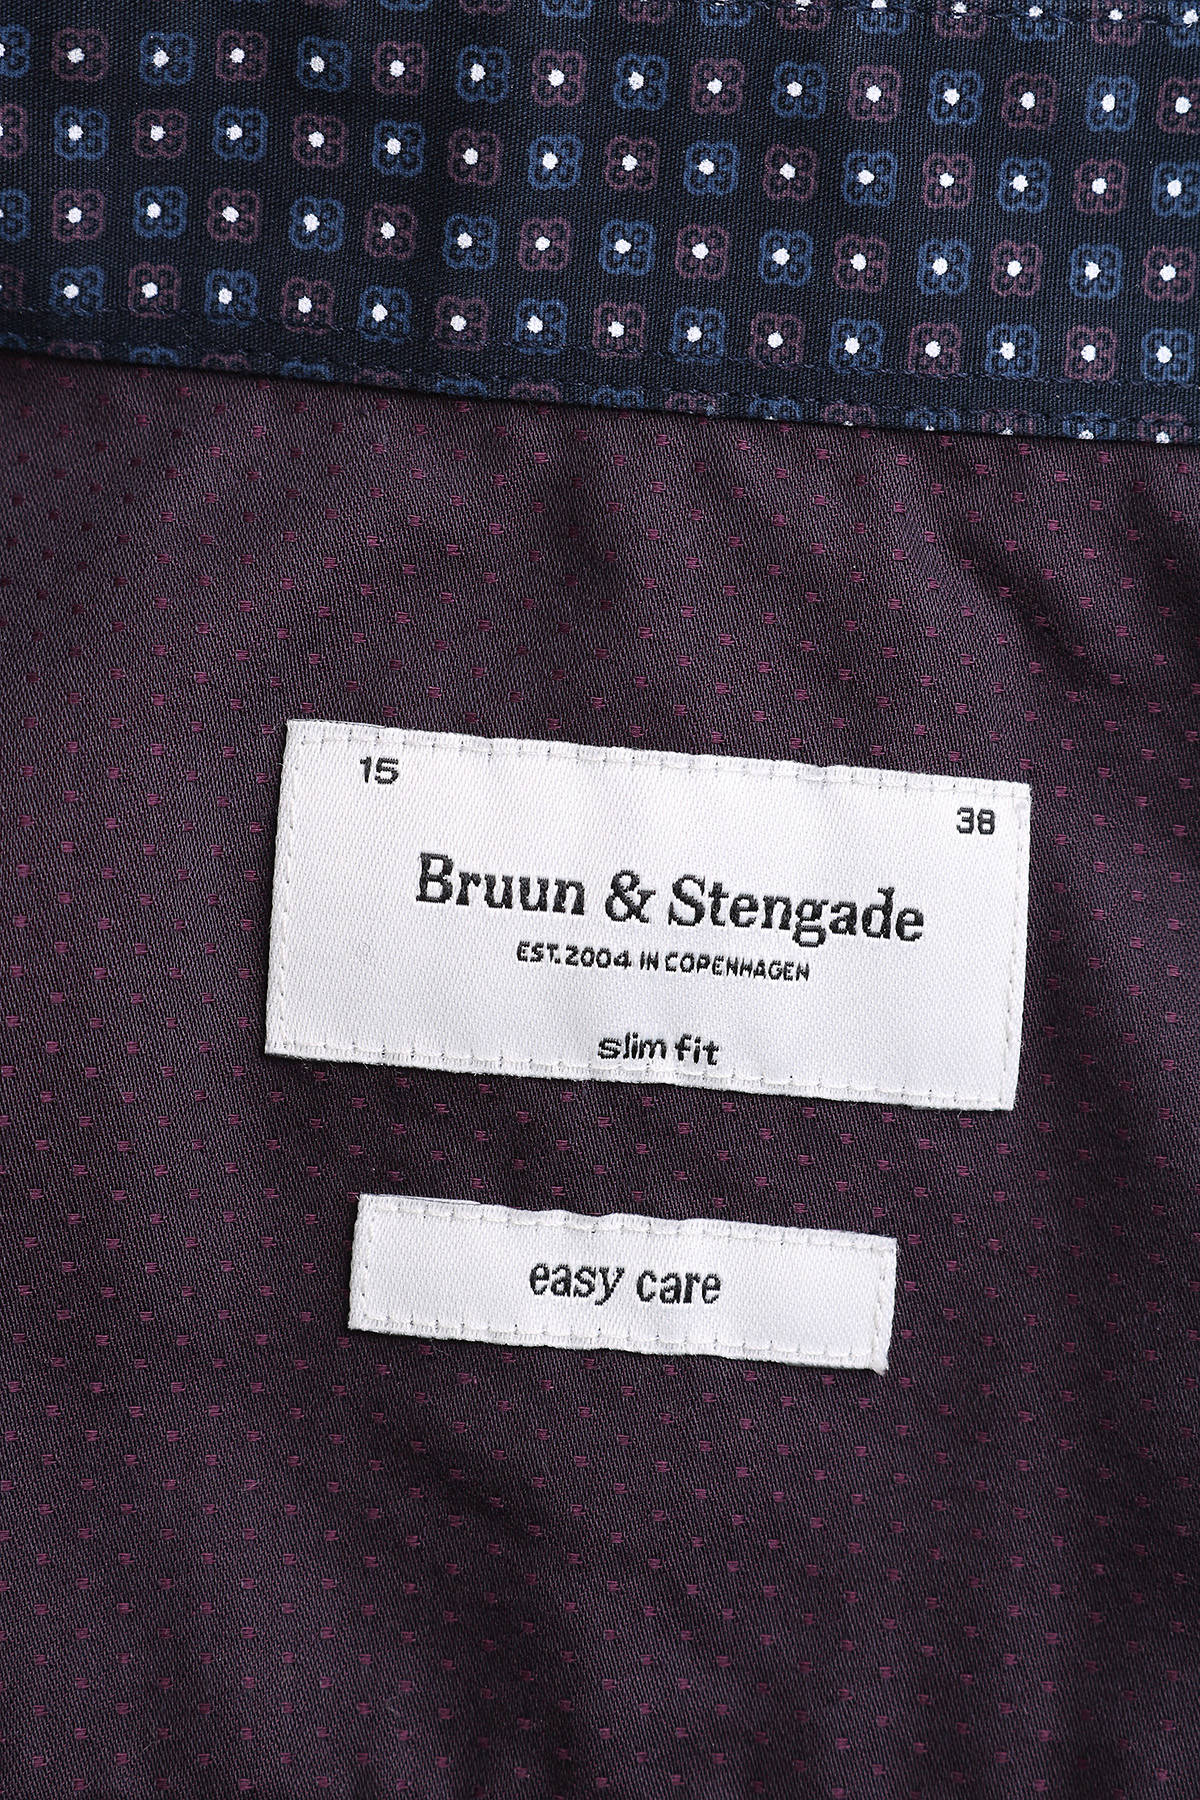 15
38
Bruun & Stengade
EST. 2004 IN COPENHAGEN
slim fit
easy care